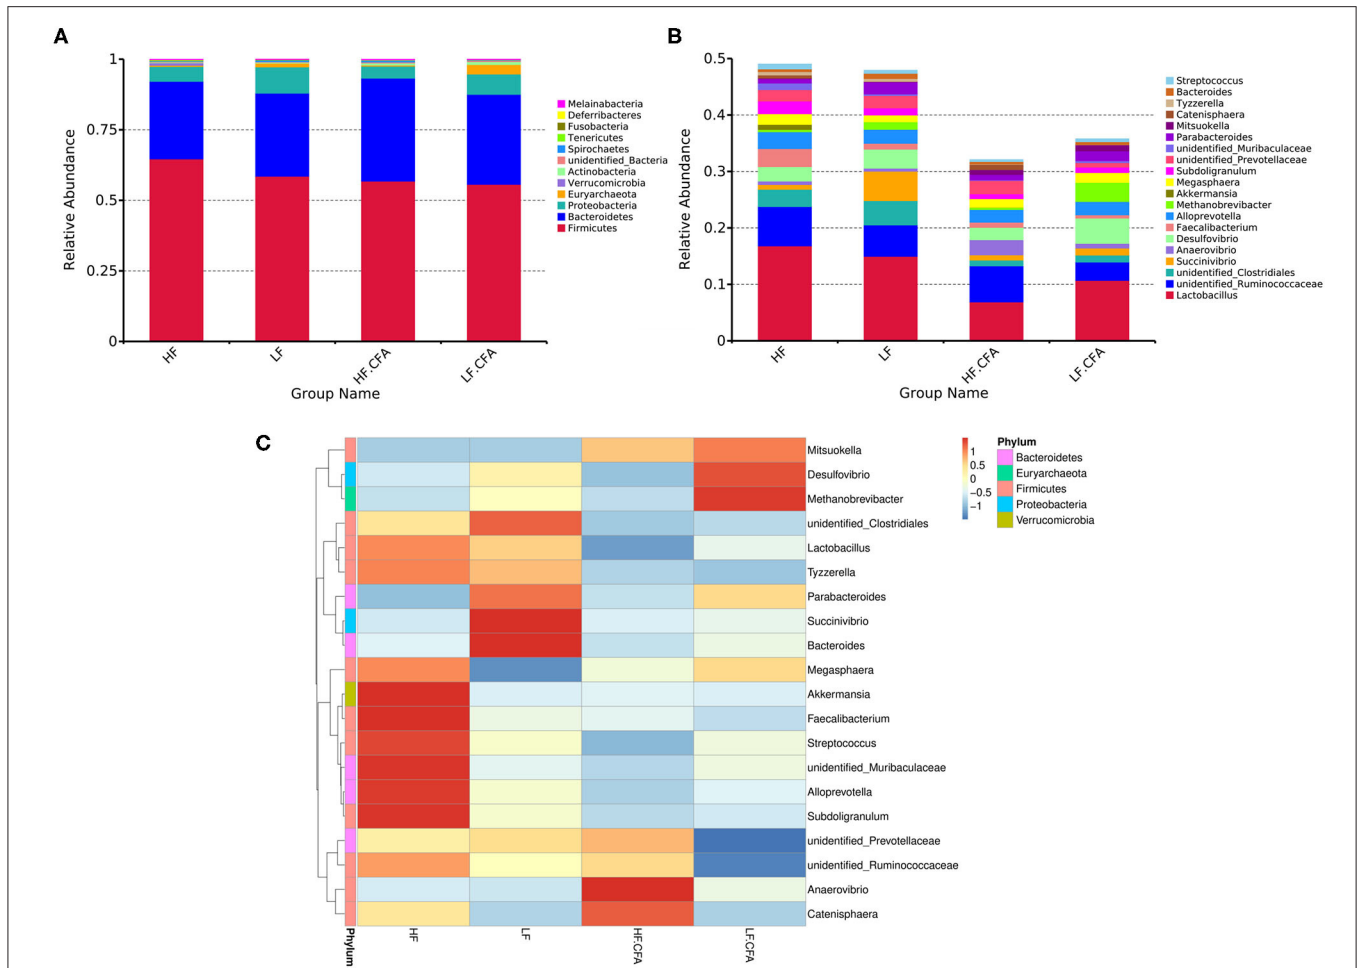 A
1
0.75
0.5
0.25
0
Relative Abundance
HF
LF
HF.CFA
LF.CFA
Group Name
Melainabacteria
Deferribacteres
Fusobacteria
Tenericutes
Spirochaetes
unidentified_Bacteria
Actinobacteria
Verrucomicrobia
Euryarchaeota
Proteobacteria
Bacteroidetes
Firmicutes
B
0.5
0.4
0.3
0.2
0.1
0
Relative Abundance
HF
LF
HF.CFA
LF.CFA
Group Name
Streptococcus
Bacteroides
Tyzzerella
Catenisphaera
Mitsuokella
Parabacteroides
unidentified_Muribaculaceae
unidentified_Prevotellaceae
Subdoligranulum
Megasphaera
Akkermansia
Methanobrevibacter
Alloprevotella
Faecalibacterium
Desulfovibrio
Anaerovibrio
Succinivibrio
unidentified_Clostridiales
unidentified_Ruminococcaceae
Lactobacillus
C
Mitsuokella
Desulfovibrio
Methanobrevibacter
unidentified_Clostridiales
Lactobacillus
Tyzzerella
Parabacteroides
Succinivibrio
Bacteroides
Megasphaera
Akkermansia
Faecalibacterium
Streptococcus
unidentified_Muribaculaceae
Alloprevotella
Subdoligranulum
unidentified_Prevotellaceae
unidentified_Ruminococcaceae
Anaerovibrio
Catenisphaera
Phylum
HF
LF
HF.CFA
LF.CFA
1
0.5
0
−0.5
−1
Phylum
Bacteroidetes
Euryarchaeota
Firmicutes
Proteobacteria
Verrucomicrobia